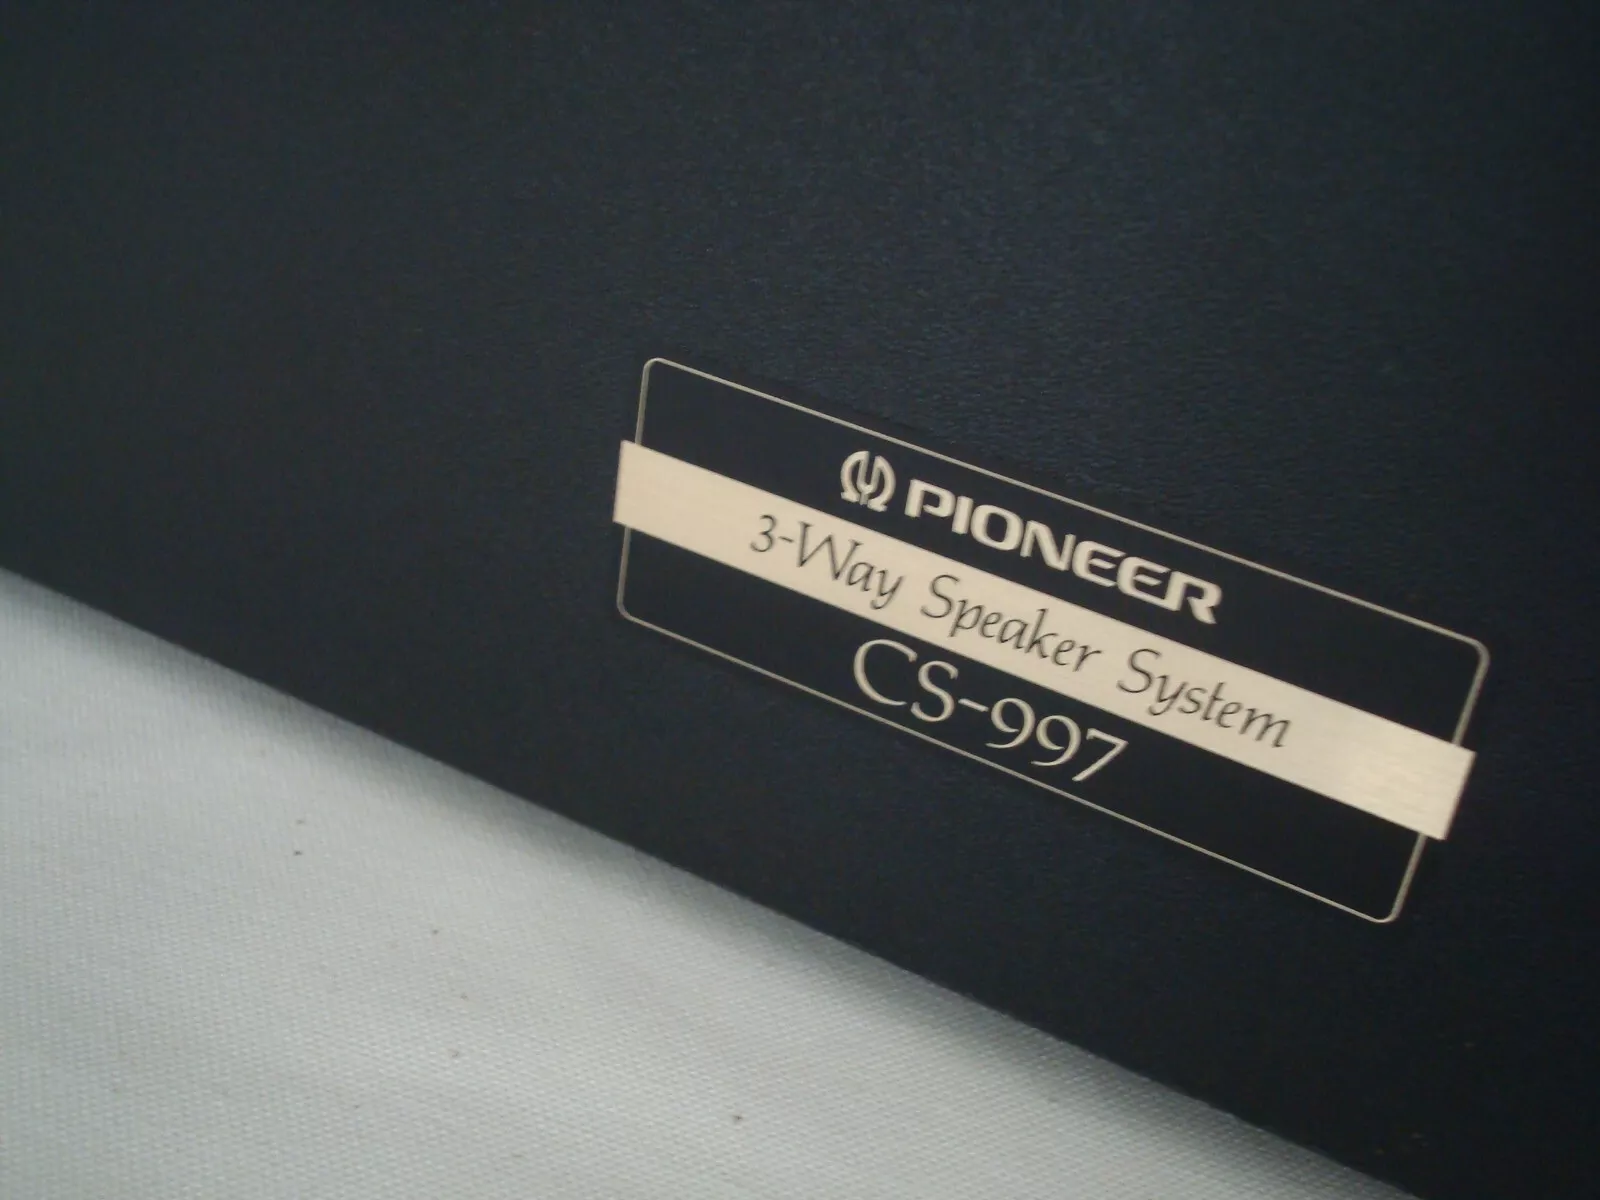 PIONEER
3-Way Speaker System
CS-997